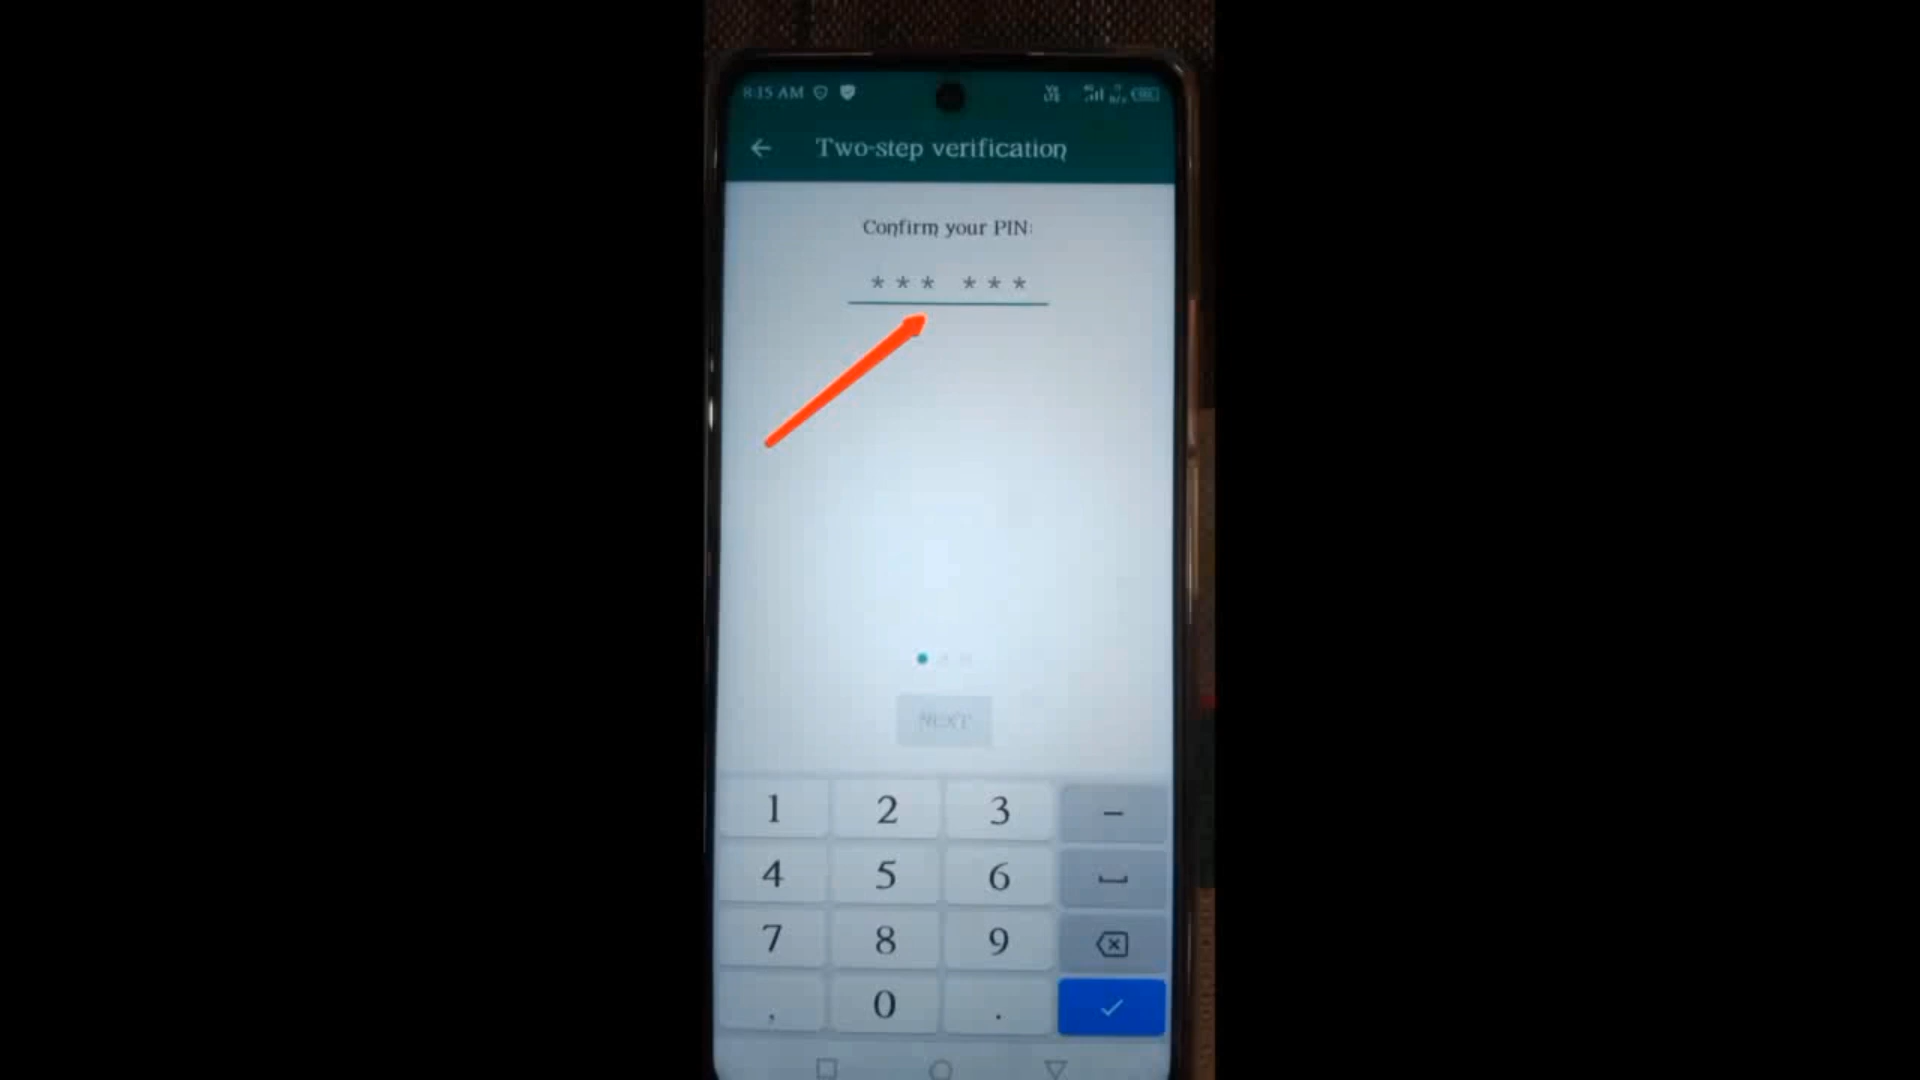 8:15 AM
Two-step verification
Confirm your PIN:
* * * * * *
NEXT
1 2 3 –
4 5 6
7 8 9
, 0 .